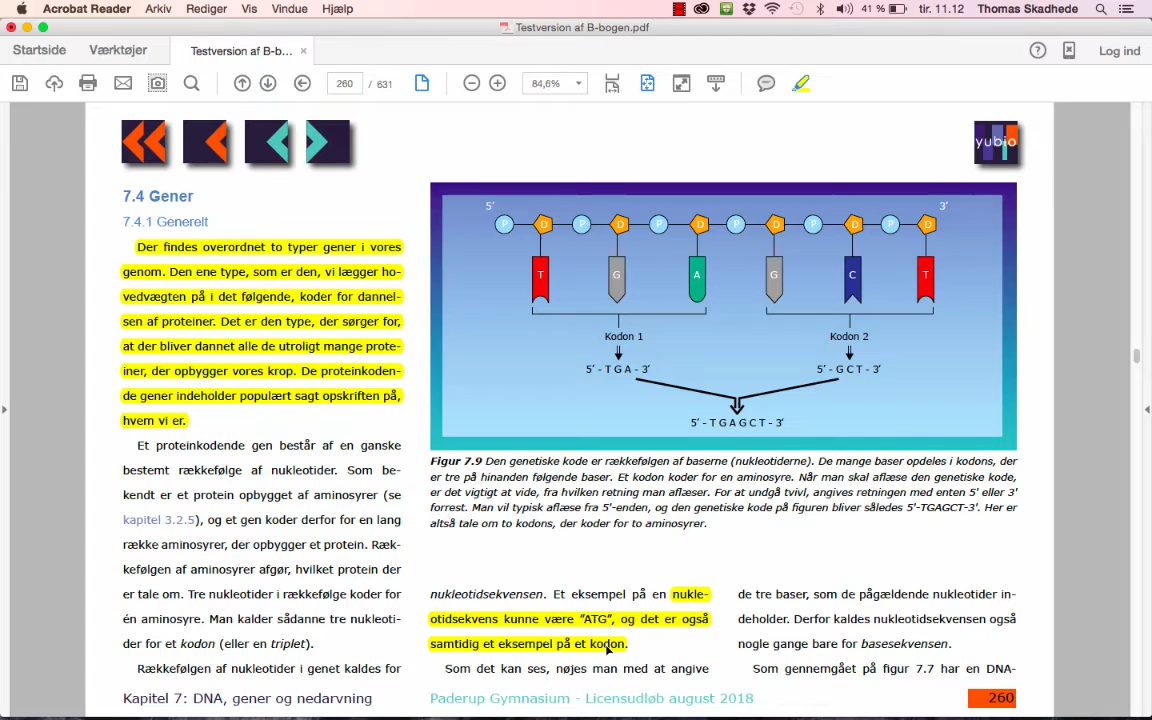 Acrobat Reader Arkiv Rediger Vis Vindue Hjælp 41 % tir. 11.12 Thomas Skadhede
Testversion af B-bogen.pdf
Startside Værktøjer Testversion af B-b... × Log ind
260 / 631 84,6%
yubio
7.4 Gener
7.4.1 Generelt
Der findes overordnet to typer gener i vores
genom. Den ene type, som er den, vi lægger ho-
vedvægten på i det følgende, koder for dannel-
sen af proteiner. Det er den type, der sørger for,
at der bliver dannet alle de utroligt mange prote-
iner, der opbygger vores krop. De proteinkoden-
de gener indeholder populært sagt opskriften på,
hvem vi er.
Et proteinkodende gen består af en ganske
bestemt rækkefølge af nukleotider. Som be-
kendt er et protein opbygget af aminosyrer (se
kapitel 3.2.5), og et gen koder derfor for en lang
række aminosyrer, der opbygger et protein. Ræk-
kefølgen af aminosyrer afgør, hvilket protein der
er tale om. Tre nukleotider i rækkefølge koder for
én aminosyre. Man kalder sådanne tre nukleoti-
der for et kodon (eller en triplet).
Rækkefølgen af nukleotider i genet kaldes for
5' 3'
P D P D P D P D P D P D
T G A G C T
Kodon 1 Kodon 2
5' - T G A - 3' 5' - G C T - 3'
5' - T G A G C T - 3'
Figur 7.9 Den genetiske kode er rækkefølgen af baserne (nukleotiderne). De mange baser opdeles i kodons, der
er tre på hinanden følgende baser. Et kodon koder for en aminosyre. Når man skal aflæse den genetiske kode,
er det vigtigt at vide, fra hvilken retning man aflæser. For at undgå tvivl, angives retningen med enten 5' eller 3'
forrest. Man vil typisk aflæse fra 5'-enden, og den genetiske kode på figuren bliver således 5'-TGAGCT-3'. Her er
altså tale om to kodons, der koder for to aminosyrer.
nukleotidsekvensen. Et eksempel på en nukle-
otidsekvens kunne være "ATG", og det er også
samtidig et eksempel på et kodon.
Som det kan ses, nøjes man med at angive
de tre baser, som de pågældende nukleotider in-
deholder. Derfor kaldes nukleotidsekvensen også
nogle gange bare for basesekvensen.
Som gennemgået på figur 7.7 har en DNA-
Kapitel 7: DNA, gener og nedarvning Paderup Gymnasium - Licensudløb august 2018 260